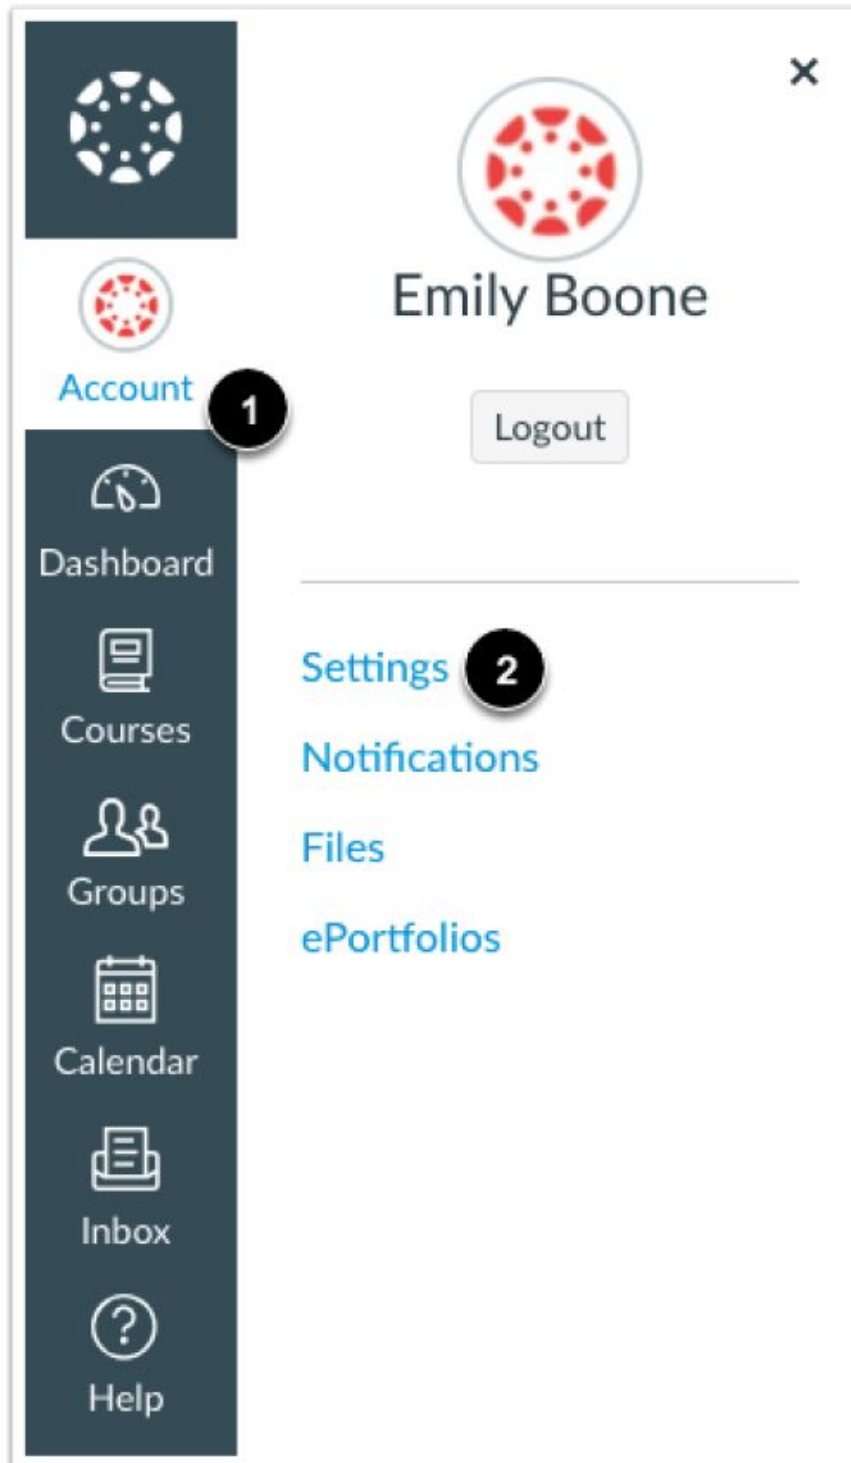 Account
1
Dashboard
Courses
Groups
Calendar
Inbox
?
Help
×
Emily Boone
Logout
Settings 2
Notifications
Files
ePortfolios